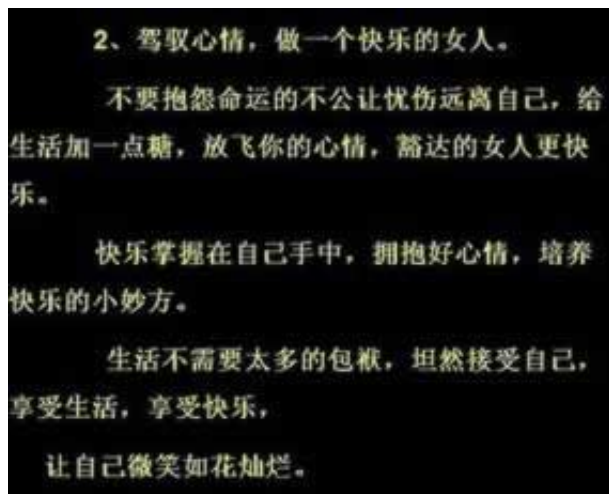 2、驾驭心情，做一个快乐的女人。
不要抱怨命运的不公让忧伤远离自己，给
生活加一点糖，放飞你的心情，豁达的女人更快
乐。
快乐掌握在自己手中，拥抱好心情，培养
快乐的小妙方。
生活不需要太多的包袱，坦然接受自己，
享受生活，享受快乐，
让自己微笑如花灿烂。